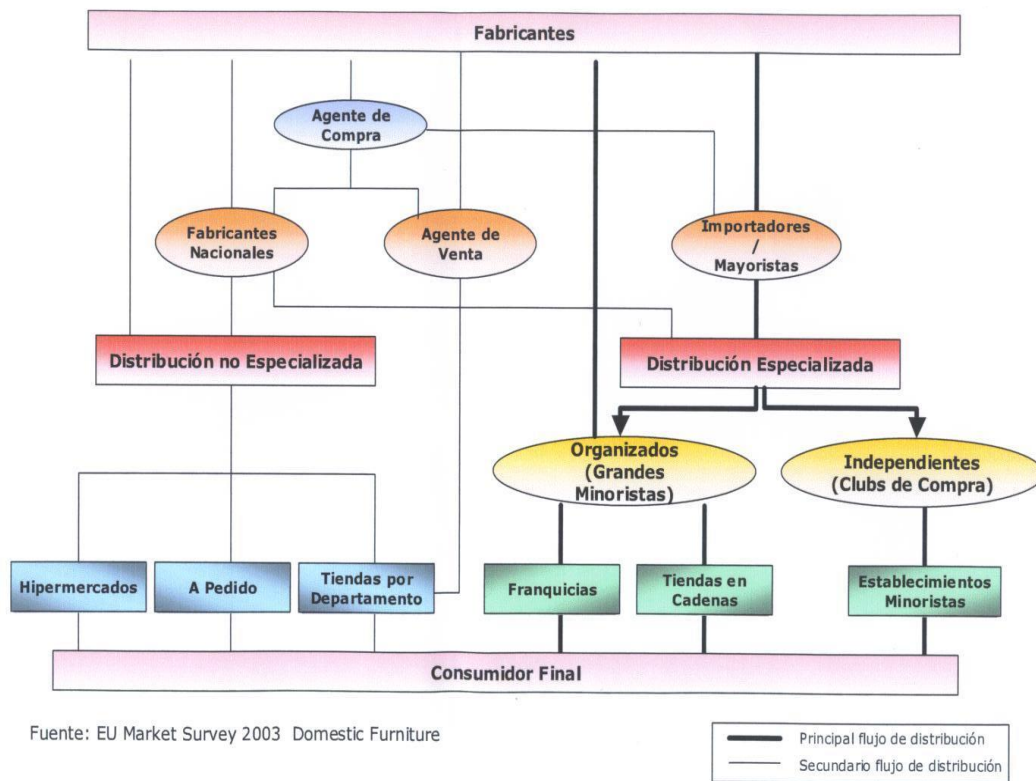 Fabricantes
Agente de
Compra
Fabricantes
Nacionales
Agente de
Venta
Importadores
/
Mayoristas
Distribución no Especializada
Distribución Especializada
Organizados
(Grandes
Minoristas)
Independientes
(Clubs de Compra)
Hipermercados
A Pedido
Tiendas por
Departamento
Franquicias
Tiendas en
Cadenas
Establecimientos
Minoristas
Consumidor Final
Fuente: EU Market Survey 2003 Domestic Furniture
Principal flujo de distribución
Secundario flujo de distribución